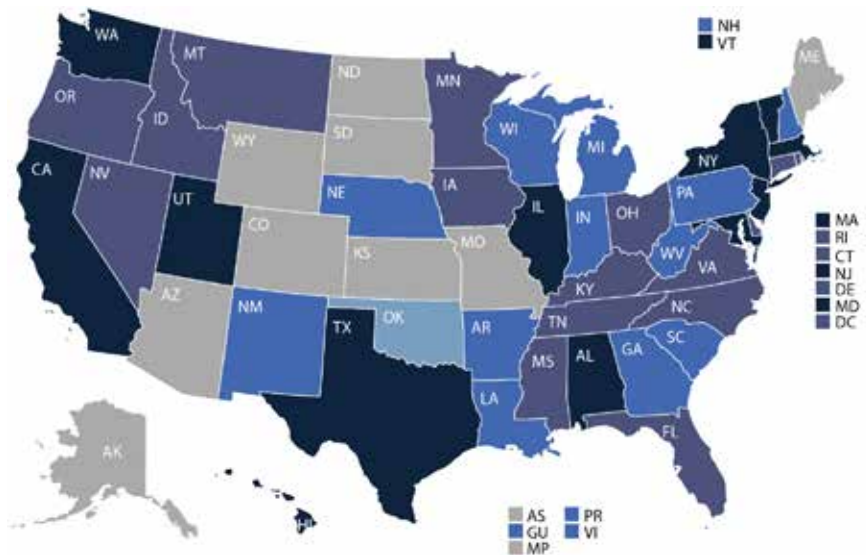 NH
VT
WA
MT
ND
MN
ME
OR
ID
SD
WI
MI
NY
WY
CA
NV
NE
IA
PA
UT
IL
IN
OH
CO
KS
MO
WV
VA
KY
AZ
NM
OK
TN
NC
TX
AR
MS
AL
GA
SC
LA
FL
AK
HI
MA
RI
CT
NJ
DE
MD
DC
AS
PR
GU
VI
MP